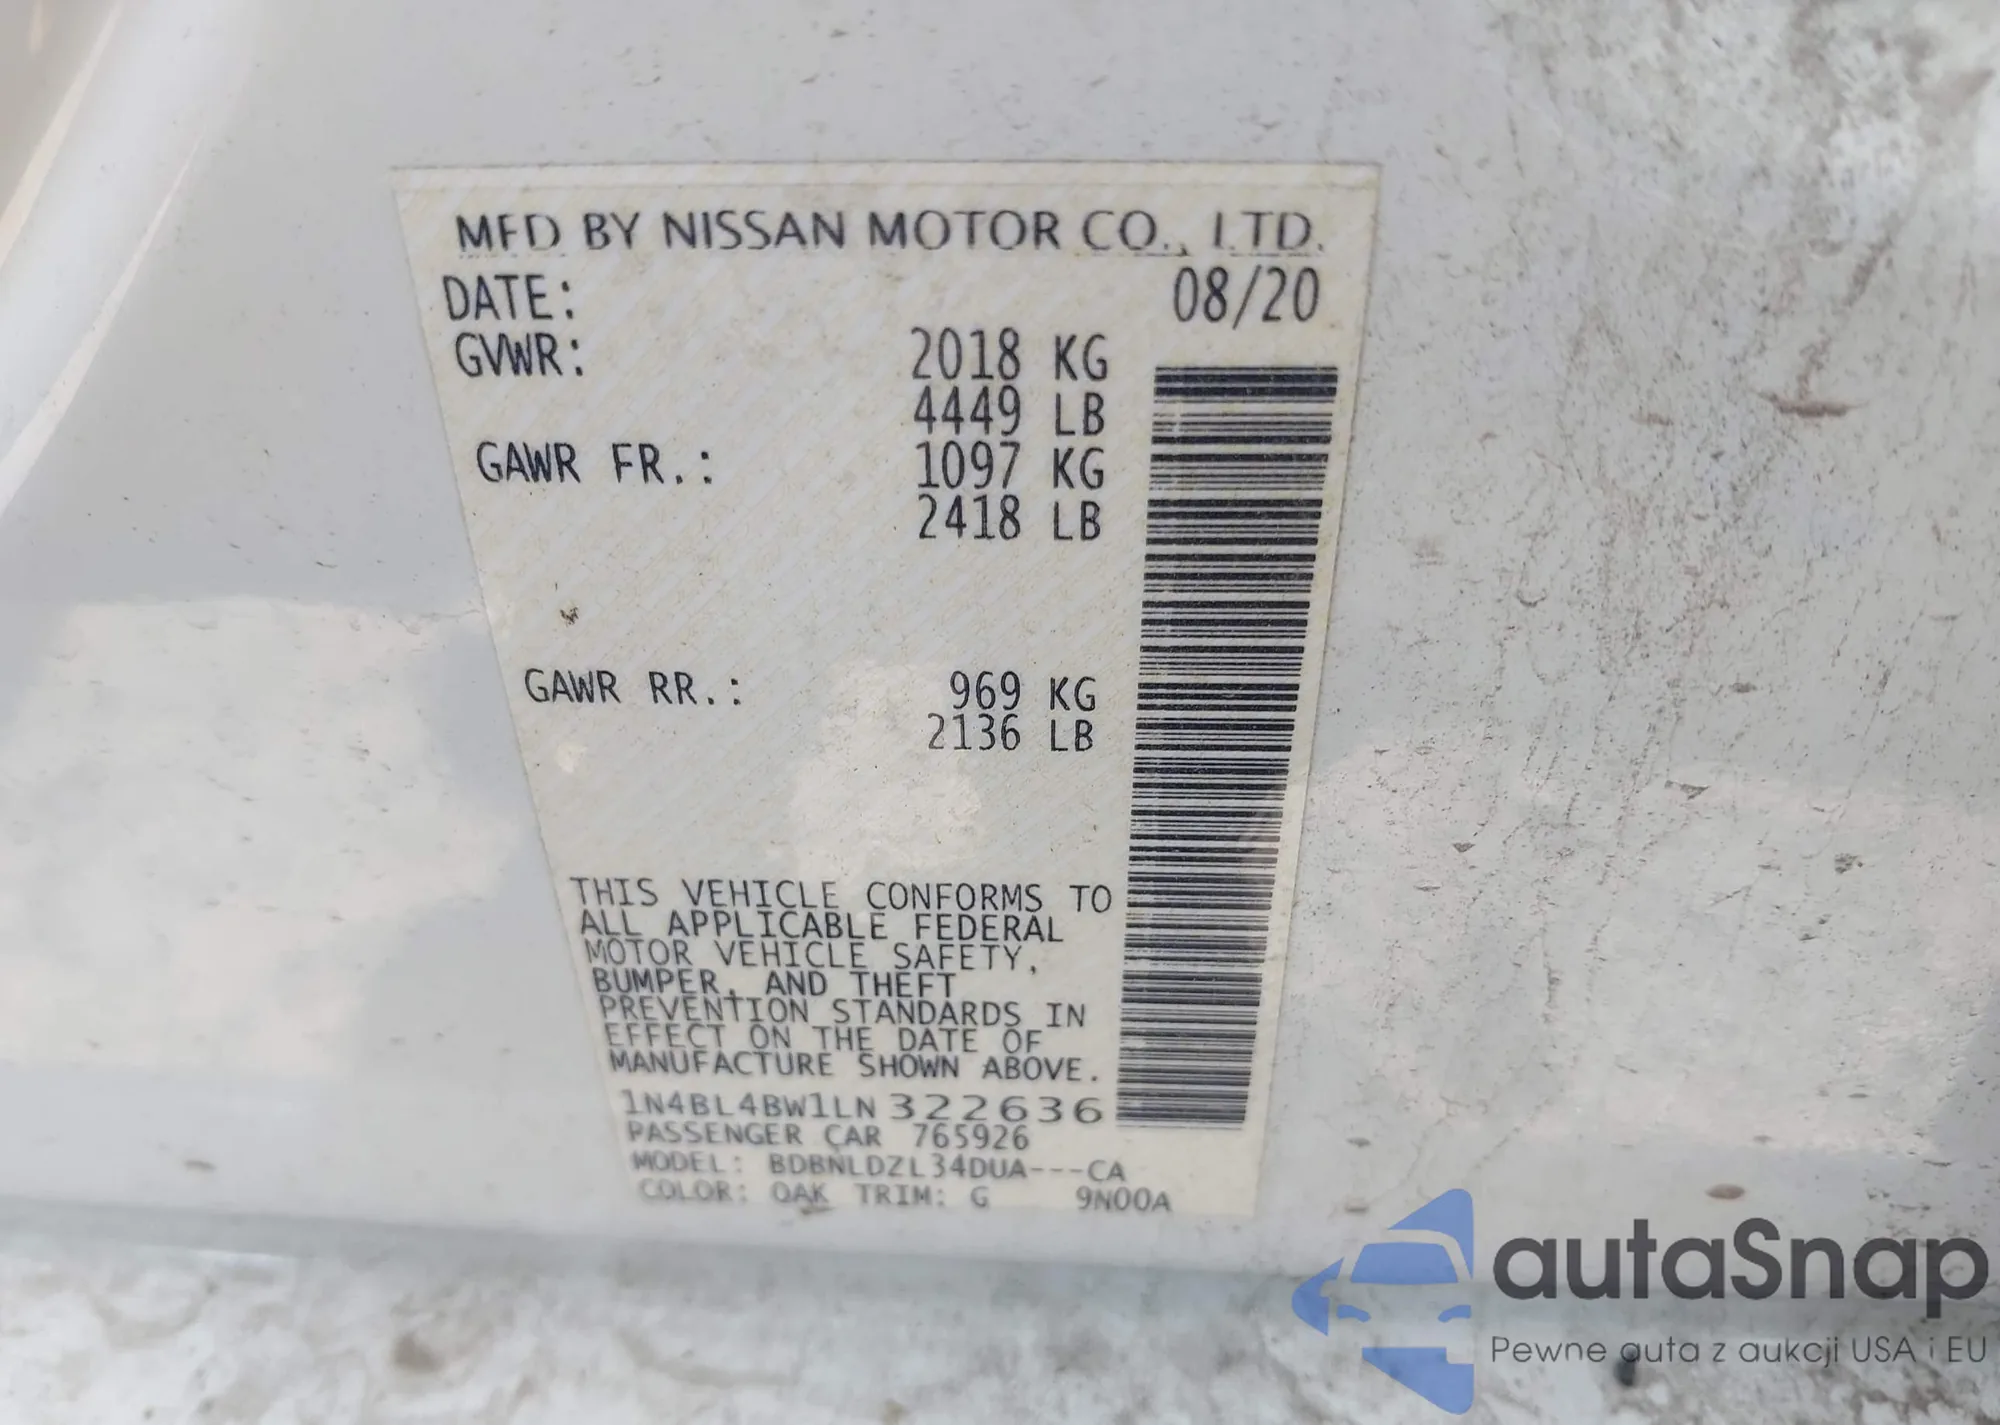 MFD BY NISSAN MOTOR CO., LTD.
DATE: 08/20
GVWR: 2018 KG
4449 LB
GAWR FR.: 1097 KG
2418 LB
GAWR RR.: 969 KG
2136 LB
THIS VEHICLE CONFORMS TO
ALL APPLICABLE FEDERAL
MOTOR VEHICLE SAFETY,
BUMPER, AND THEFT
PREVENTION STANDARDS IN
EFFECT ON THE DATE OF
MANUFACTURE SHOWN ABOVE.
1N4BL4BW1LN322636
PASSENGER CAR 765926
MODEL: BDBNLDZL34DUA---CA
COLOR: QAK TRIM: G 9N00A
autaSnap
Pewne auta z aukcji USA i EU